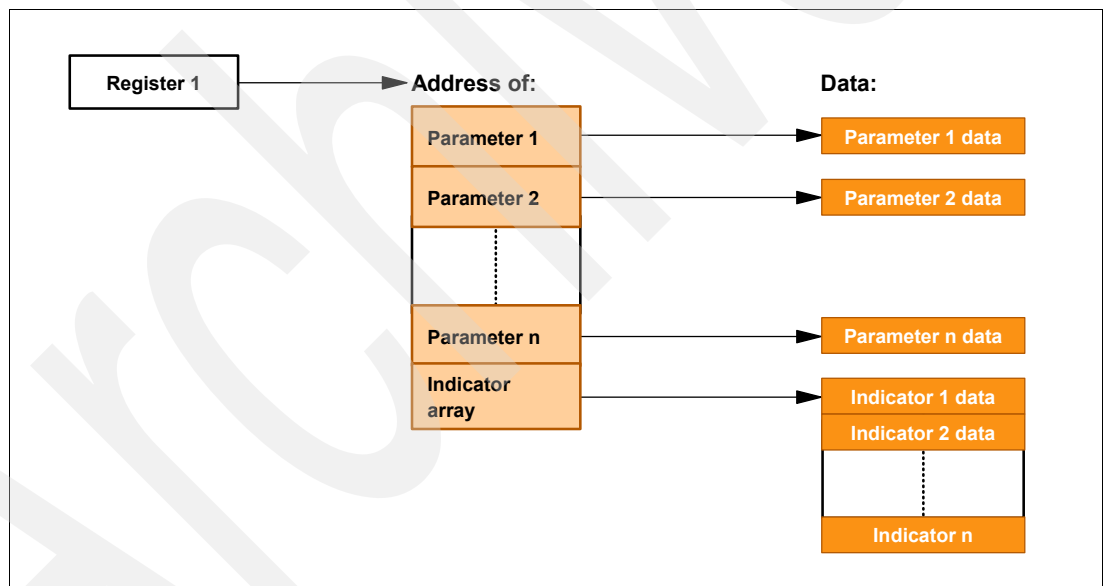 Register 1
Address of:
Data:
Parameter 1
Parameter 1 data
Parameter 2
Parameter 2 data
Parameter n
Parameter n data
Indicator
array
Indicator 1 data
Indicator 2 data
Indicator n